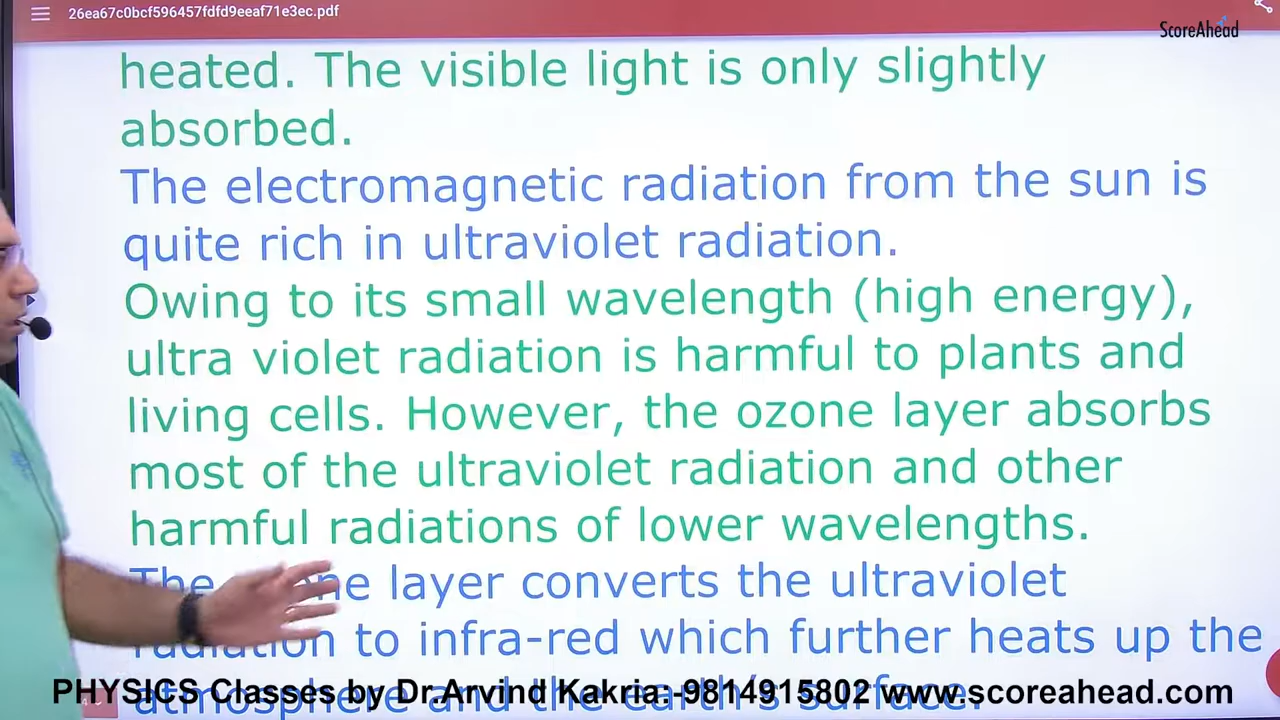 26ea67c0bcf596457fdfd9eeaf71e3ec.pdf
ScoreAhead
heated. The visible light is only slightly
absorbed.
The electromagnetic radiation from the sun is
quite rich in ultraviolet radiation.
Owing to its small wavelength (high energy),
ultra violet radiation is harmful to plants and
living cells. However, the ozone layer absorbs
most of the ultraviolet radiation and other
harmful radiations of lower wavelengths.
The ozone layer converts the ultraviolet
radiation to infra-red which further heats up the
atmosphere and the earth's surface.
PHYSICS Classes by Dr.Arvind Kakria:-9814915802 www.scoreahead.com